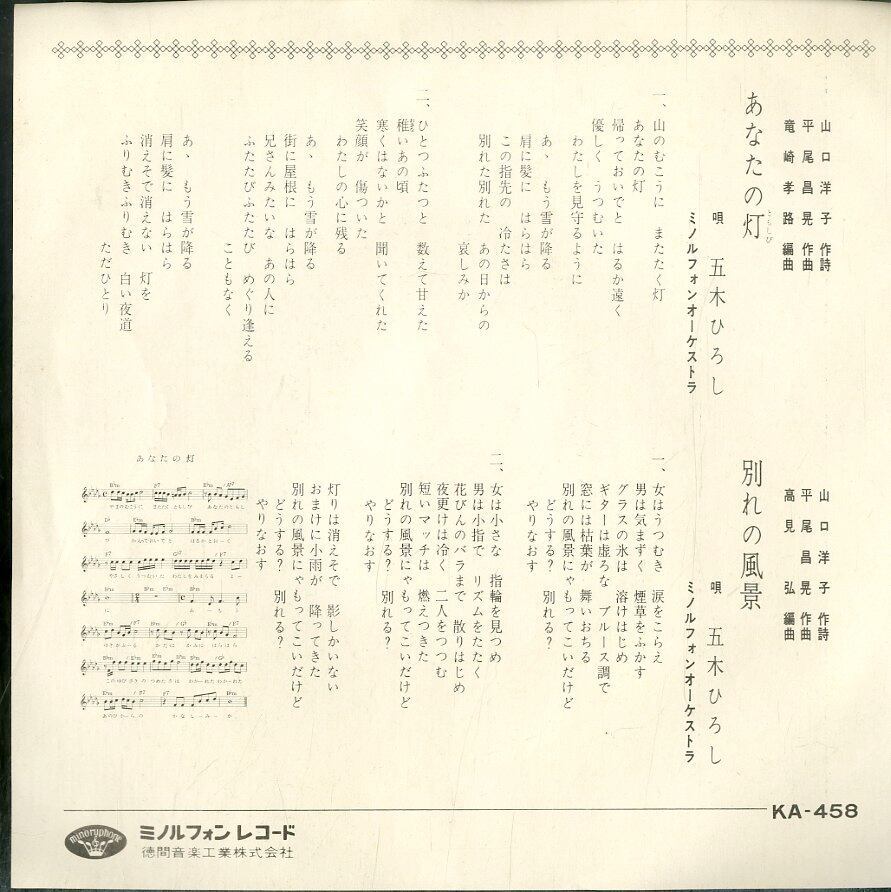 山口洋子 作詩
平尾昌晃 作曲
竜崎孝路 編曲
あなたの灯
ともしび
唄 五木ひろし
ミノルフォンオーケストラ
一、山のむこうに またたく灯
あなたの灯
帰っておいでと はるか遠く
優しく うつむいた
わたしを見守るように
あゝ もう雪が降る
肩に髪に はらはら
この指先の 冷たさは
別れた別れた あの日からの
哀しみか
二、ひとつふたつと 数えて甘えた
稚いあの頃
寒くはないかと 聞いてくれた
笑顔が 傷ついた
わたしの心に残る
あゝ もう雪が降る
街に屋根に はらはら
兄さんみたいな あの人に
ふたたびふたたび めぐり逢える
こともなく
あゝ もう雪が降る
肩に髪に はらはら
消えそで消えない 灯を
ふりむきふりむき 白い夜道
ただひとり
山口洋子 作詩
平尾昌晃 作曲
高見弘 編曲
別れの風景
唄 五木ひろし
ミノルフォンオーケストラ
一、女はうつむき 涙をこらえ
男は気まずく 煙草をふかす
グラスの氷は 溶けはじめ
ギターは虚ろな ブルース調で
窓には枯葉が 舞いおちる
別れの風景にゃもってこいだけど
どうする? 別れる?
やりなおす
二、女は小さな 指輪を見つめ
男は小指で リズムをたたく
花びんのバラまで 散りはじめ
夜更けは冷く 二人をつつむ
短いマッチは 燃えつきた
別れの風景にゃもってこいだけど
どうする? 別れる?
やりなおす
灯りは消えそで 影しかいない
おまけに小雨が 降ってきた
別れの風景にゃもってこいだけど
どうする? 別れる?
やりなおす
あなたの灯
KA-458
minoryphone
ミノルフォン レコード
徳間音楽工業株式会社